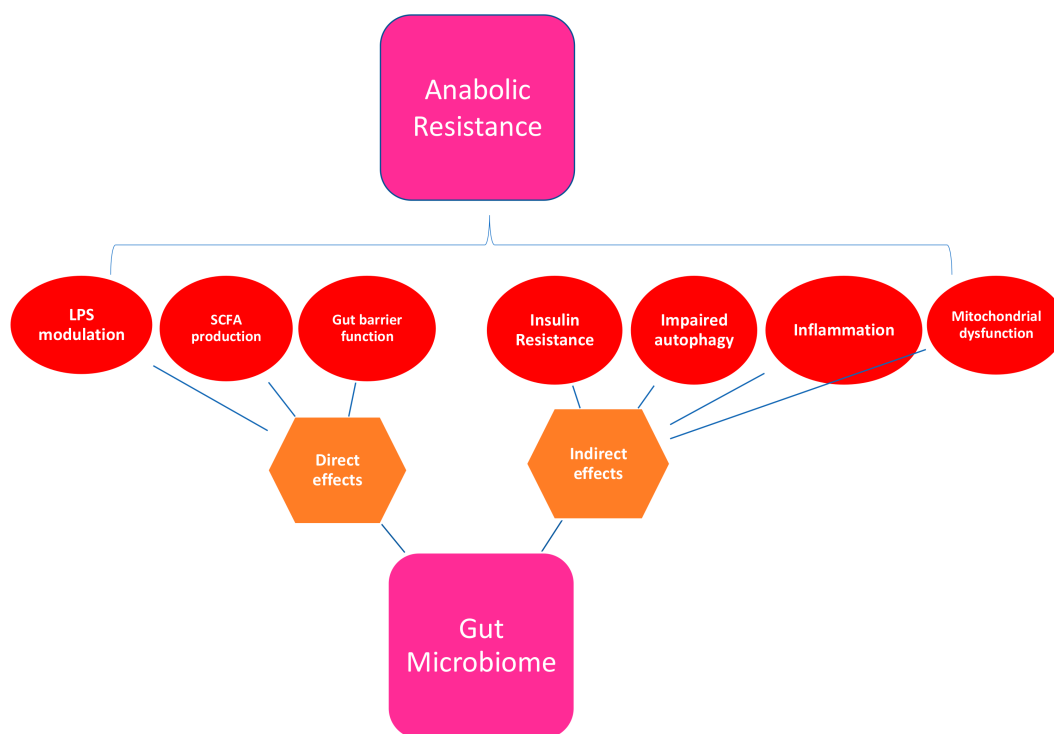 Anabolic
Resistance
LPS
modulation
SCFA
production
Gut barrier
function
Insulin
Resistance
Impaired
autophagy
Inflammation
Mitochondrial
dysfunction
Direct
effects
Indirect
effects
Gut
Microbiome